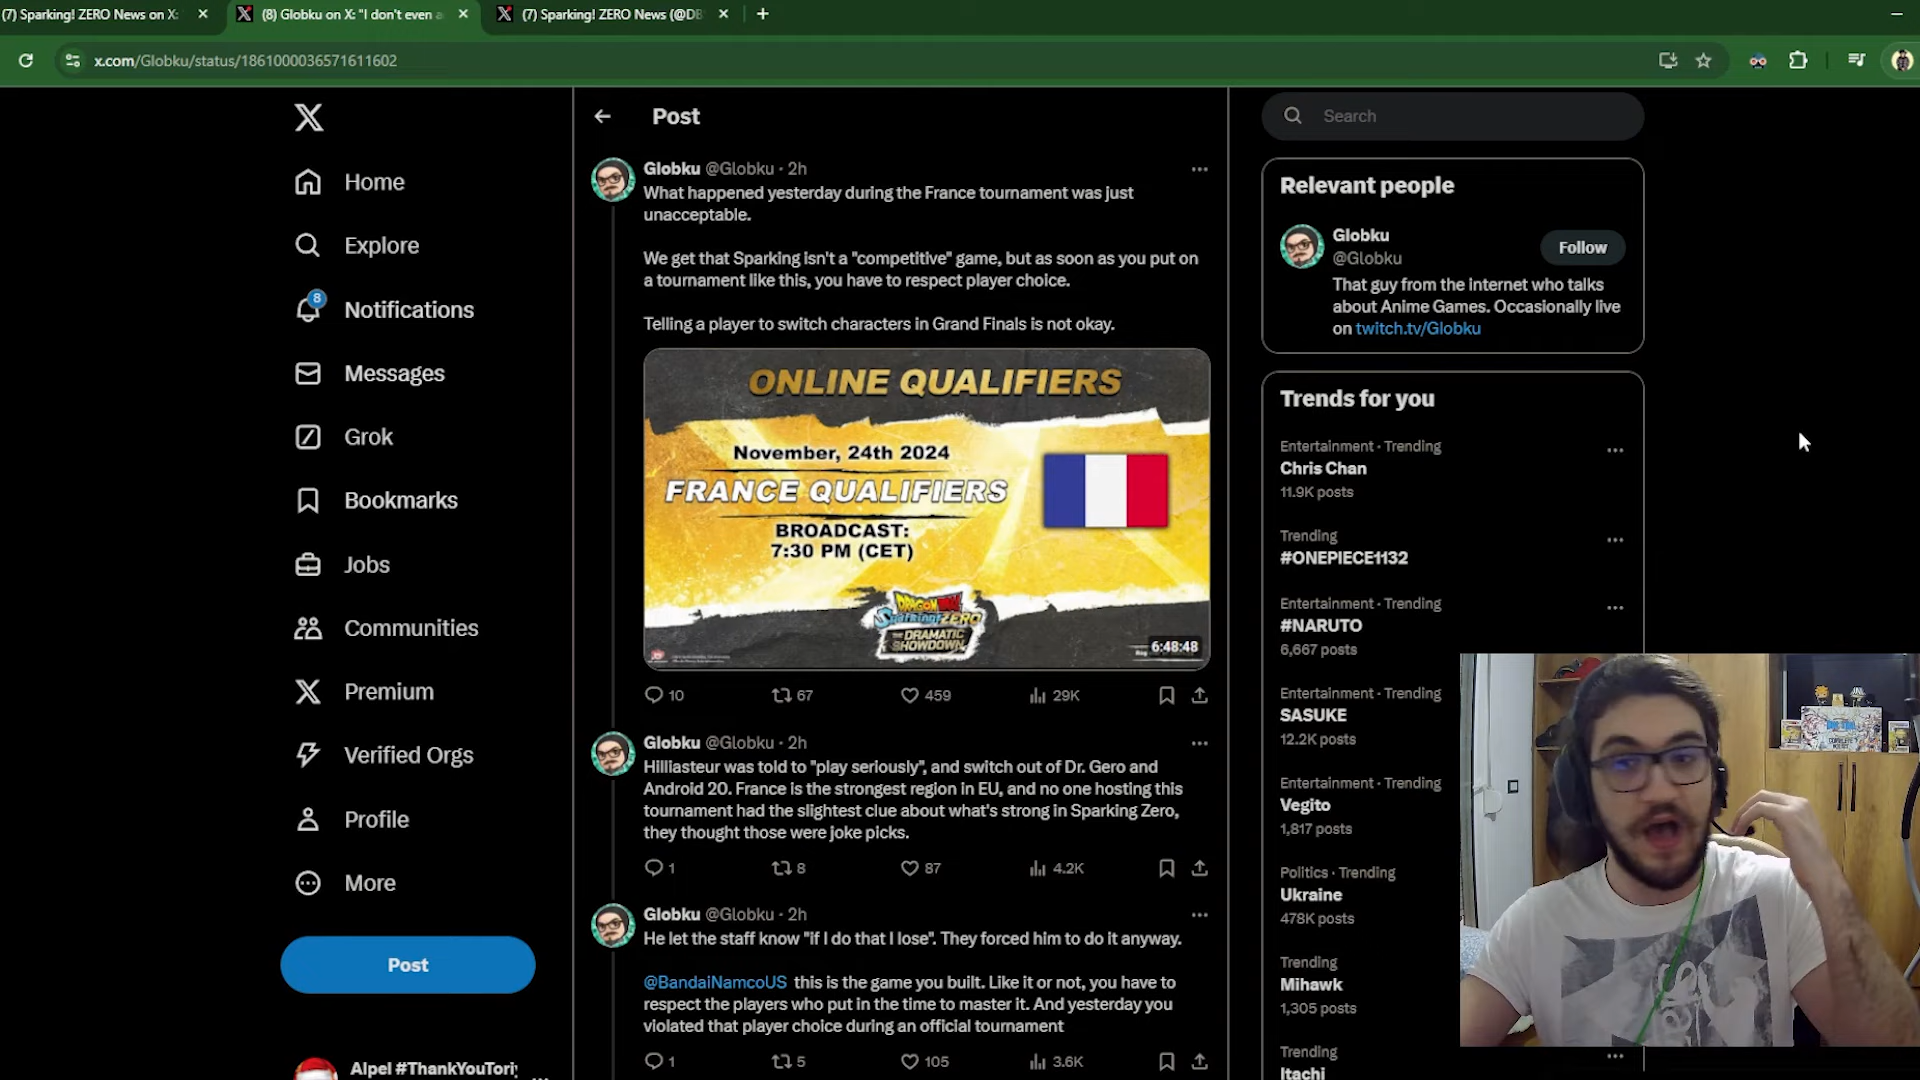 (7) Sparking! ZERO News on X:
(8) Globku on X: "I don't even a
(7) Sparking! ZERO News (@DB
x.com/Globku/status/1861000036571611602
Home
Explore
8
Notifications
Messages
Grok
Bookmarks
Jobs
Communities
Premium
Verified Orgs
Profile
More
Post
Aipel #ThankYouTori
Post
Globku @Globku · 2h
What happened yesterday during the France tournament was just
unacceptable.
We get that Sparking isn't a "competitive" game, but as soon as you put on
a tournament like this, you have to respect player choice.
Telling a player to switch characters in Grand Finals is not okay.
ONLINE QUALIFIERS
November, 24th 2024
FRANCE QUALIFIERS
BROADCAST:
7:30 PM (CET)
DRAGON BALL
Sparking! ZERO
THE DRAMATIC
SHOWDOWN
6:48:48
10 67 459 29K
Globku @Globku · 2h
Hilliasteur was told to "play seriously", and switch out of Dr. Gero and
Android 20. France is the strongest region in EU, and no one hosting this
tournament had the slightest clue about what's strong in Sparking Zero,
they thought those were joke picks.
1 8 87 4.2K
Globku @Globku · 2h
He let the staff know "if I do that I lose". They forced him to do it anyway.
@BandaiNamcoUS this is the game you built. Like it or not, you have to
respect the players who put in the time to master it. And yesterday you
violated that player choice during an official tournament
1 5 105 3.6K
Search
Relevant people
Globku
@Globku
Follow
That guy from the internet who talks
about Anime Games. Occasionally live
on twitch.tv/Globku
Trends for you
Entertainment · Trending
Chris Chan
11.9K posts
Trending
#ONEPIECE1132
Entertainment · Trending
#NARUTO
6,667 posts
Entertainment · Trending
SASUKE
12.2K posts
Entertainment · Trending
Vegito
1,817 posts
Politics · Trending
Ukraine
478K posts
Trending
Mihawk
1,305 posts
Trending
Itachi